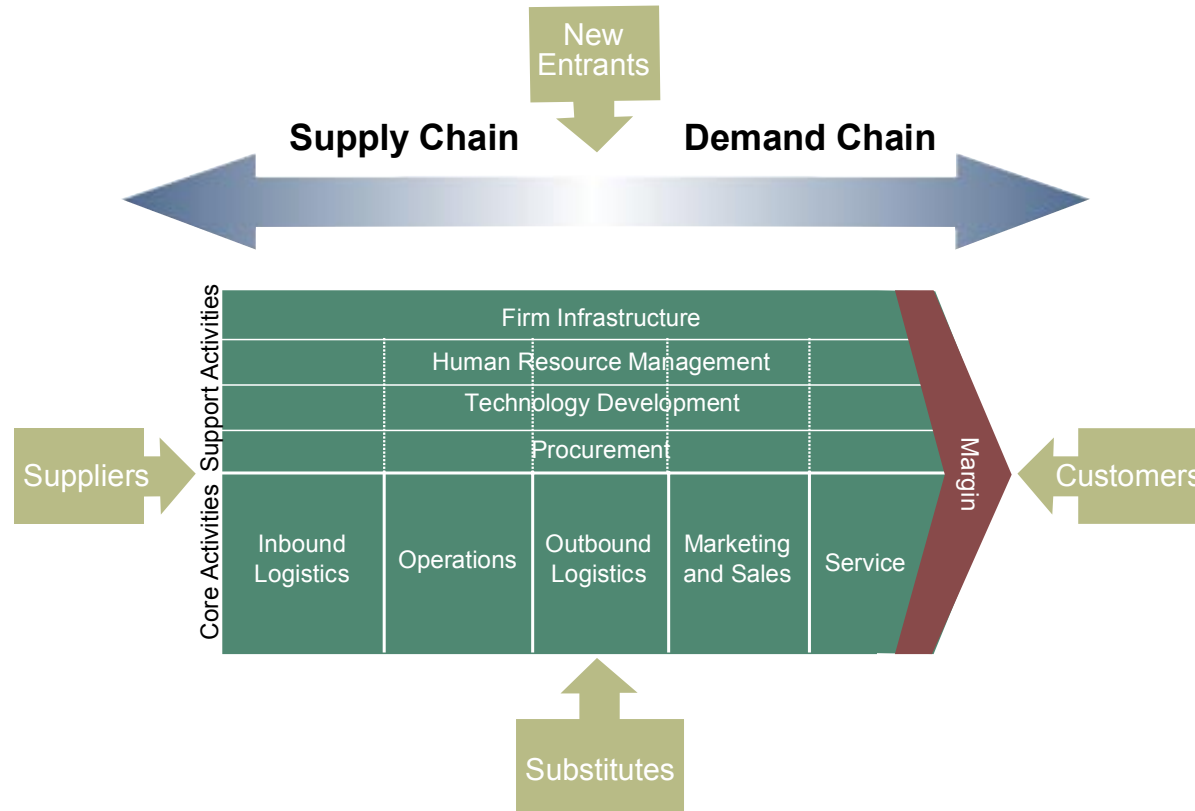 New
Entrants
Supply Chain
Demand Chain
Support Activities
Firm Infrastructure
Human Resource Management
Technology Development
Procurement
Suppliers
Margin
Customers
Core Activities
Inbound
Logistics
Operations
Outbound
Logistics
Marketing
and Sales
Service
Substitutes